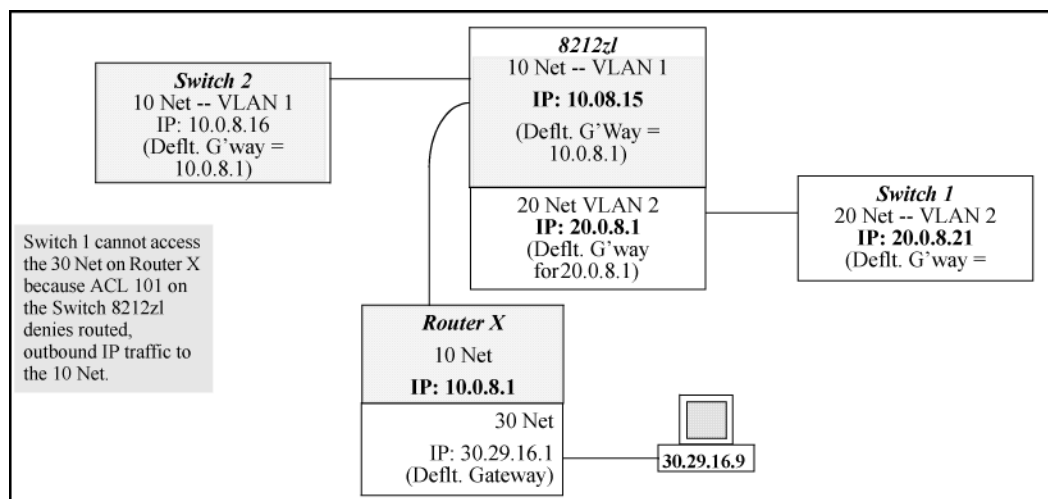 8212zl
10 Net -- VLAN 1
IP: 10.08.15
(Deflt. G'Way =
10.0.8.1)
20 Net VLAN 2
IP: 20.0.8.1
(Deflt. G'way
for20.0.8.1)
Switch 2
10 Net -- VLAN 1
IP: 10.0.8.16
(Deflt. G'way =
10.0.8.1)
Switch 1
20 Net -- VLAN 2
IP: 20.0.8.21
(Deflt. G'way =
Switch 1 cannot access
the 30 Net on Router X
because ACL 101 on
the Switch 8212zl
denies routed,
outbound IP traffic to
the 10 Net.
Router X
10 Net
IP: 10.0.8.1
30 Net
IP: 30.29.16.1
(Deflt. Gateway)
30.29.16.9